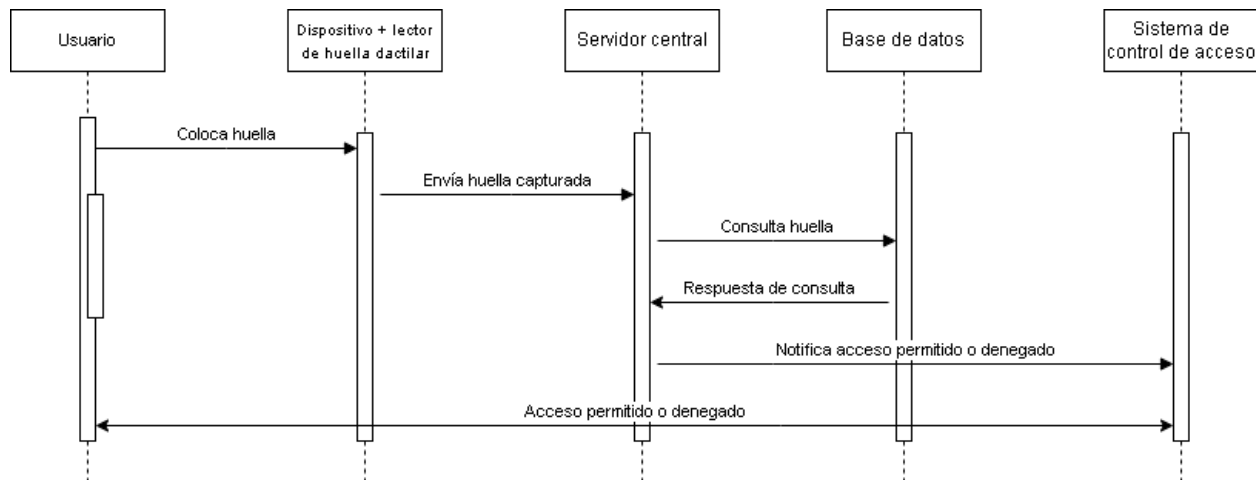 Usuario
Dispositivo + lector
de huella dactilar
Servidor central
Base de datos
Sistema de
control de acceso
Coloca huella
Envía huella capturada
Consulta huella
Respuesta de consulta
Notifica acceso permitido o denegado
Acceso permitido o denegado